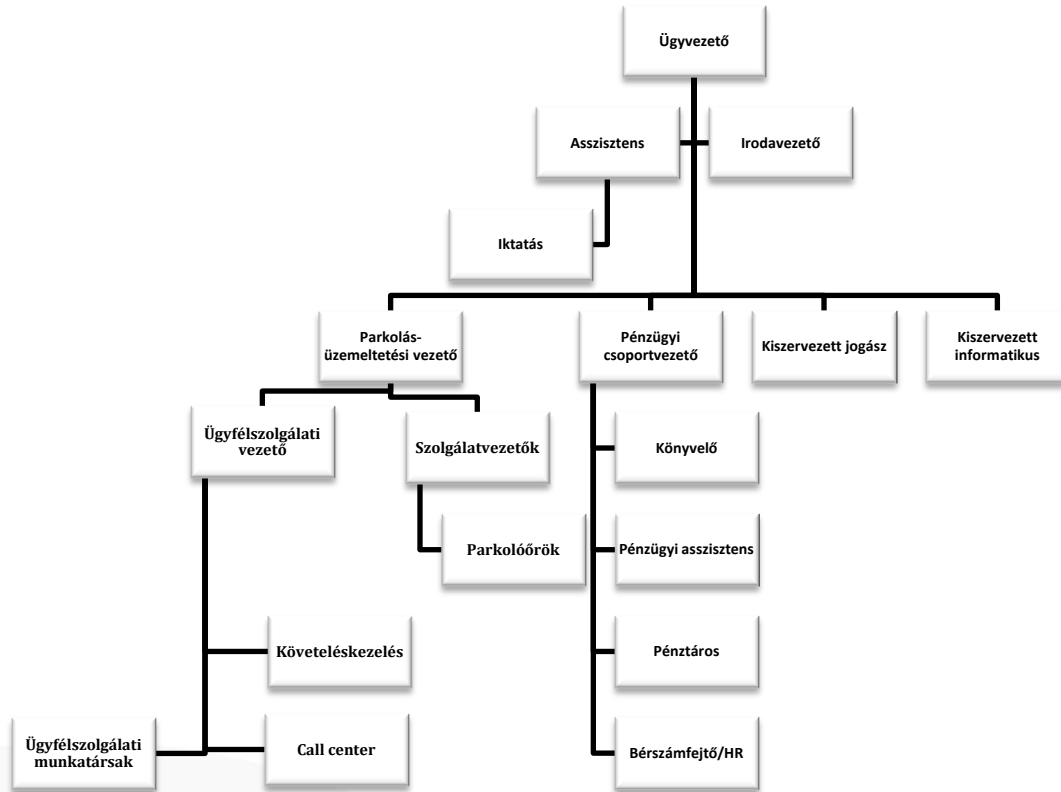 Ügyvezető
Asszisztens
Irodavezető
Iktatás
Parkolás-
üzemeltetési vezető
Pénzügyi
csoportvezető
Kiszervezett jogász
Kiszervezett
informatikus
Ügyfélszolgálati
vezető
Szolgálatvezetők
Könyvelő
Parkolóőrök
Pénzügyi asszisztens
Követeléskezelés
Pénztáros
Ügyfélszolgálati
munkatársak
Call center
Bérszámfejtő/HR